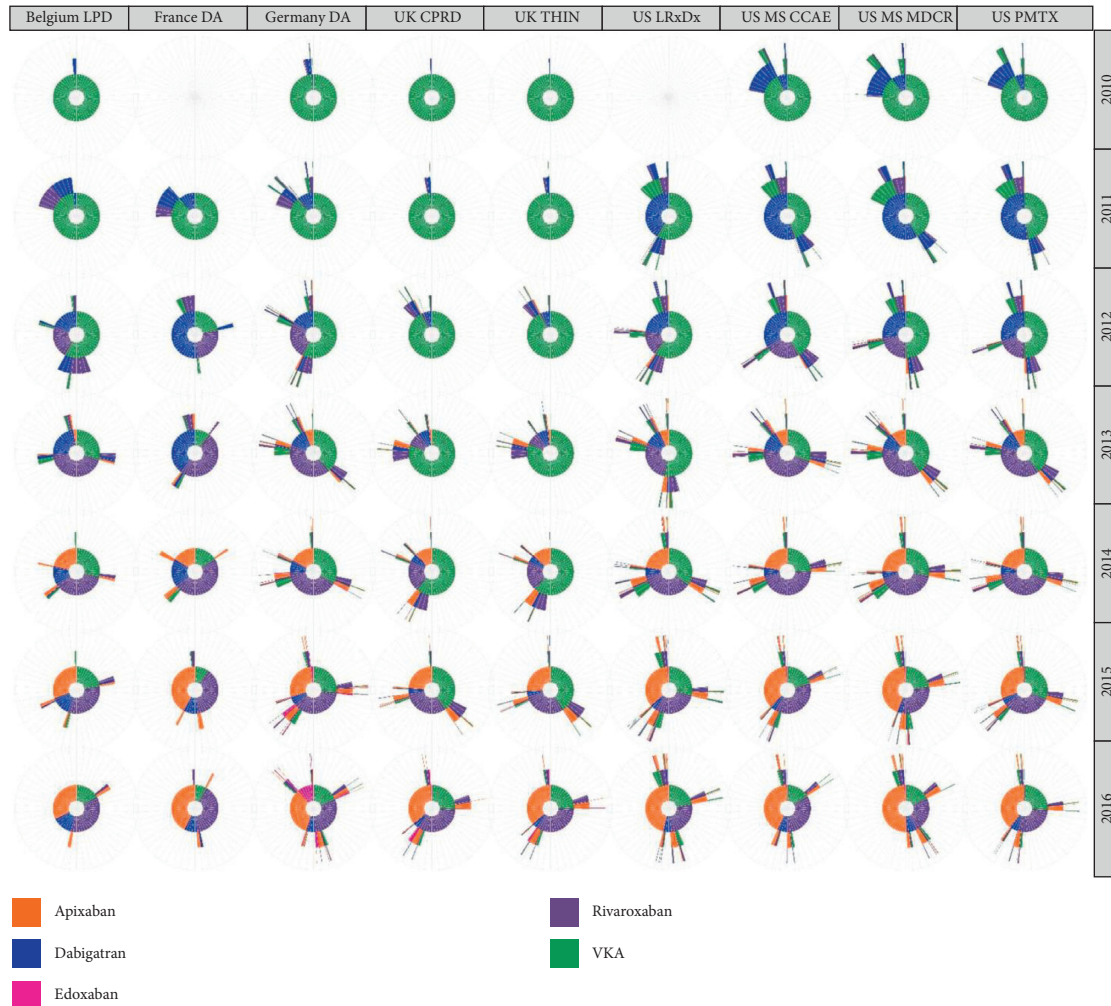 Belgium LPD France DA Germany DA UK CPRD UK THIN US LRxDx US MS CCAE US MS MDCR US PMTX
2010
2011
2012
2013
2014
2015
2016
Apixaban
Dabigatran
Edoxaban
Rivaroxaban
VKA